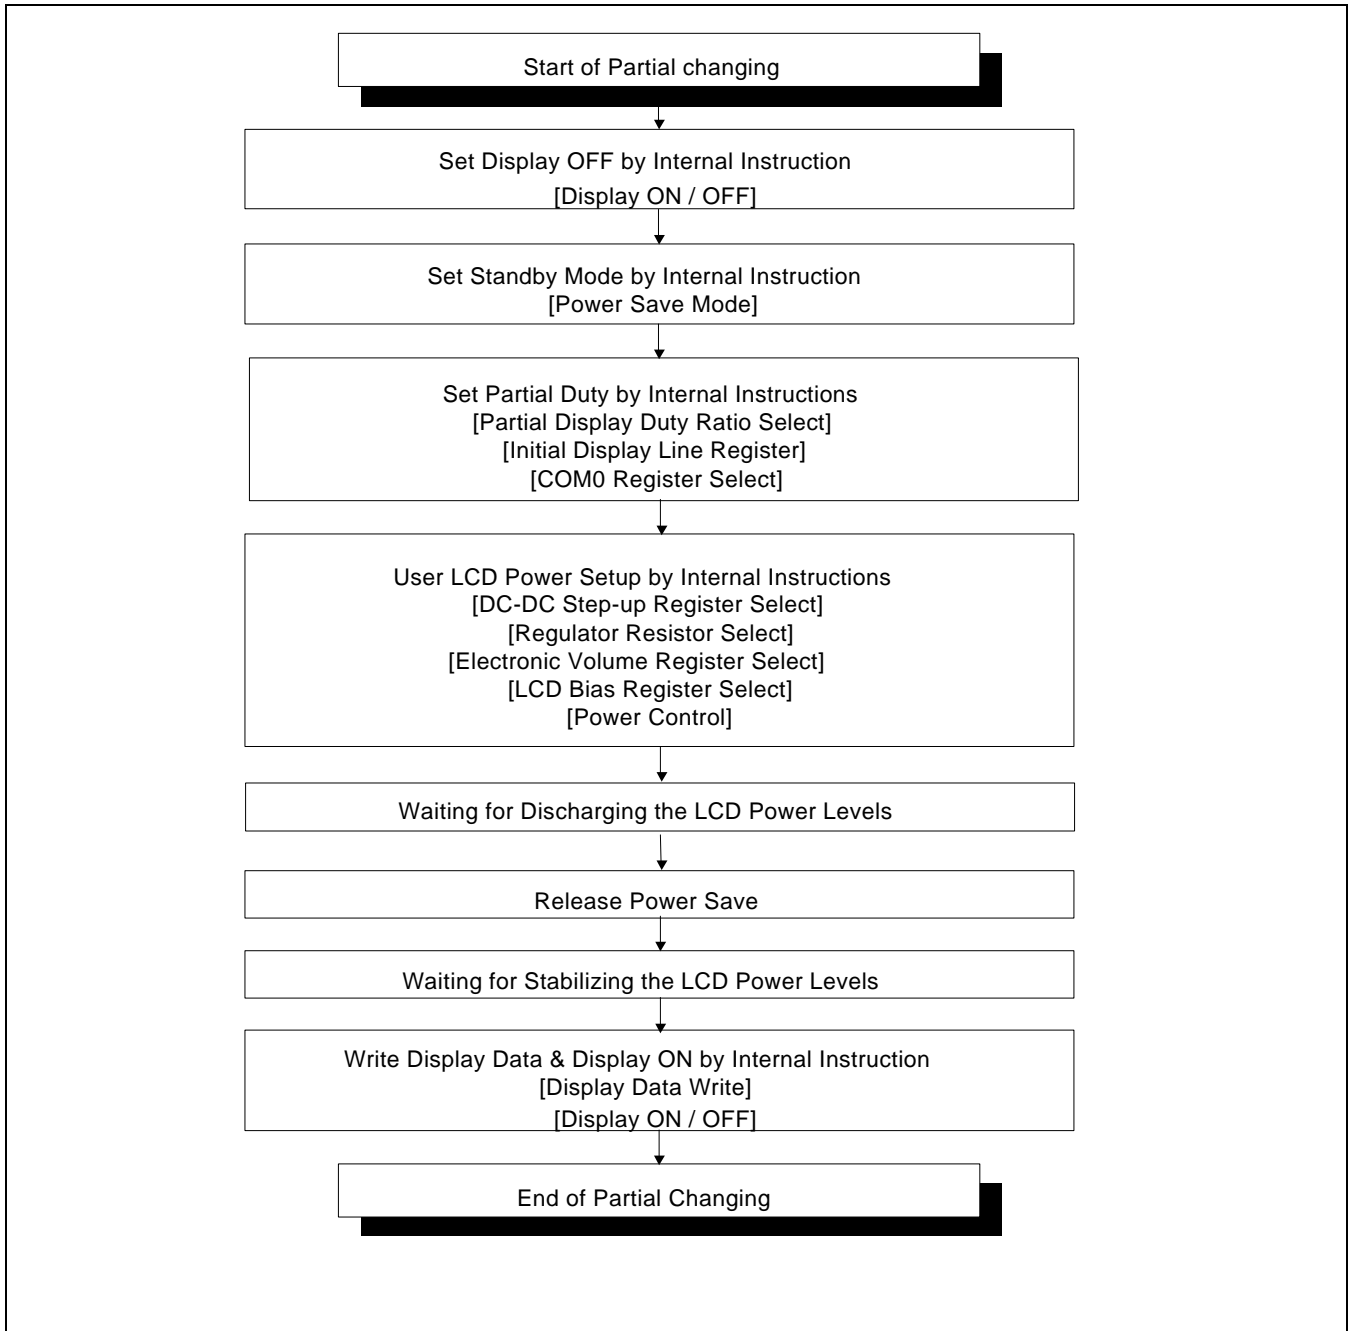 Start of Partial changing
Set Display OFF by Internal Instruction
[Display ON / OFF]
Set Standby Mode by Internal Instruction
[Power Save Mode]
Set Partial Duty by Internal Instructions
[Partial Display Duty Ratio Select]
[Initial Display Line Register]
[COM0 Register Select]
User LCD Power Setup by Internal Instructions
[DC-DC Step-up Register Select]
[Regulator Resistor Select]
[Electronic Volume Register Select]
[LCD Bias Register Select]
[Power Control]
Waiting for Discharging the LCD Power Levels
Release Power Save
Waiting for Stabilizing the LCD Power Levels
Write Display Data & Display ON by Internal Instruction
[Display Data Write]
[Display ON / OFF]
End of Partial Changing